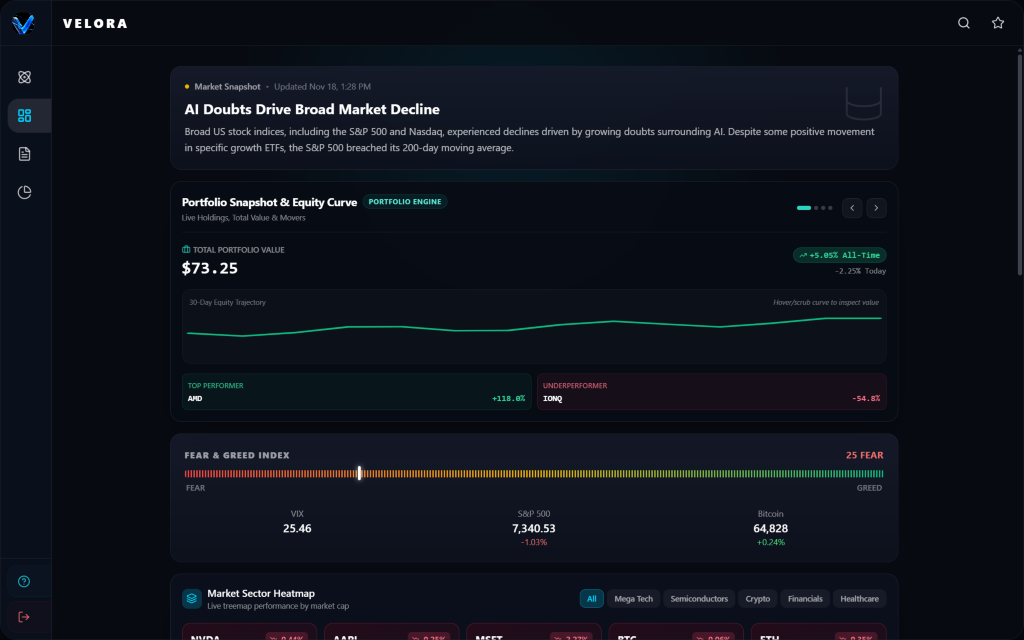 VELORA
Market Snapshot • Updated Nov 18, 1:28 PM
AI Doubts Drive Broad Market Decline
Broad US stock indices, including the S&P 500 and Nasdaq, experienced declines driven by growing doubts surrounding AI. Despite some positive movement
in specific growth ETFs, the S&P 500 breached its 200-day moving average.
Portfolio Snapshot & Equity Curve PORTFOLIO ENGINE
Live Holdings, Total Value & Movers
TOTAL PORTFOLIO VALUE
$73.25
+5.05% All-Time
-2.25% Today
30-Day Equity Trajectory
Hover/scrub curve to inspect value
TOP PERFORMER
AMD +118.0%
UNDERPERFORMER
IONQ -54.8%
FEAR & GREED INDEX 25 FEAR
FEAR GREED
VIX
25.46
S&P 500
7,340.53
-1.03%
Bitcoin
64,828
+0.24%
Market Sector Heatmap
Live treemap performance by market cap
All Mega Tech Semiconductors Crypto Financials Healthcare
NVDA
AAPL
MSFT
BTC
ETH